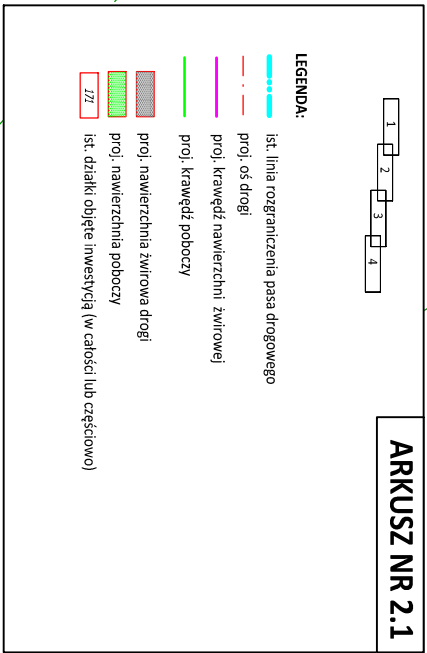 ARKUSZ NR 2.1
1
2
3
4
LEGENDA:
ist. linia rozgraniczenia pasa drogowego
proj. oś drogi
proj. krawędź nawierzchni żwirowej
proj. krawędź poboczy
proj. nawierzchnia żwirowa drogi
proj. nawierzchnia poboczy
171 ist. działki objęte inwestycją (w całości lub częściowo)